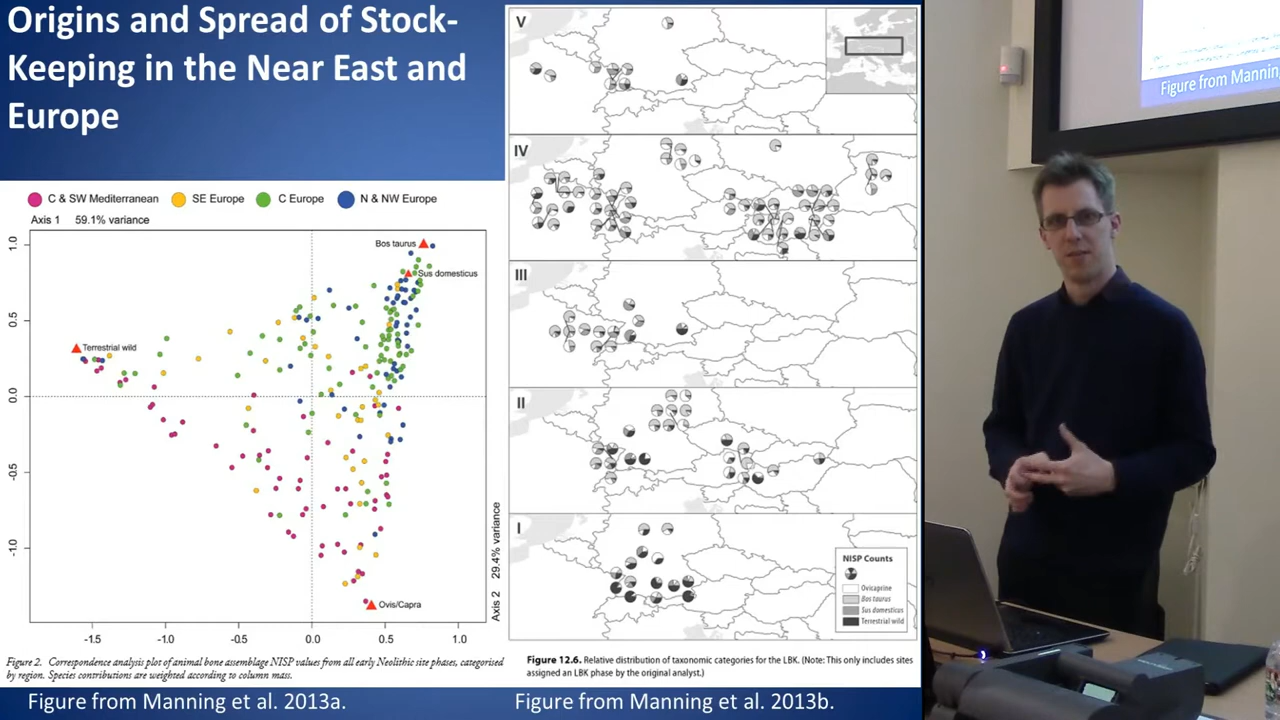 Origins and Spread of Stock-
Keeping in the Near East and
Europe
C & SW Mediterranean
SE Europe
C Europe
N & NW Europe
Axis 1 59.1% variance
1.0
0.5
0.0
-0.5
-1.0
Bos taurus
Sus domesticus
Terrestrial wild
Ovis/Capra
-1.5
-1.0
-0.5
0.0
0.5
1.0
Axis 2 29.4% variance
Figure 2. Correspondence analysis plot of animal bone assemblage NISP values from all early Neolithic site phases, categorised
by region. Species contributions are weighted according to column mass.
Figure from Manning et al. 2013a.
V
IV
III
II
I
NISP Counts
Ovicaprine
Bos taurus
Sus domesticus
Terrestrial wild
Figure 12.6. Relative distribution of taxonomic categories for the LBK. (Note: This only includes sites
assigned an LBK phase by the original analyst.)
Figure from Manning et al. 2013b.
Figure from Manning